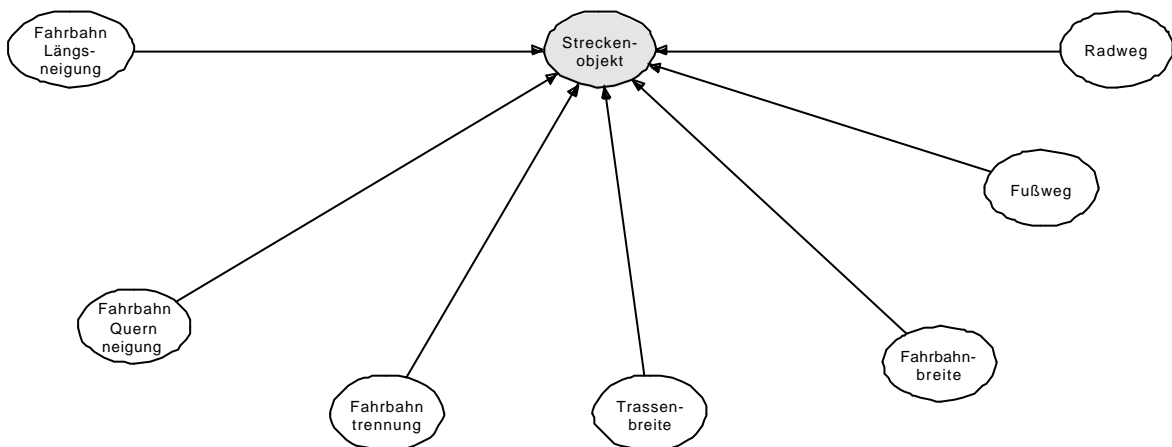 Fahrbahn
Längs-
neigung
Strecken-
objekt
Radweg
Fußweg
Fahrbahn
Quern
neigung
Fahrbahn-
breite
Fahrbahn
trennung
Trassen-
breite